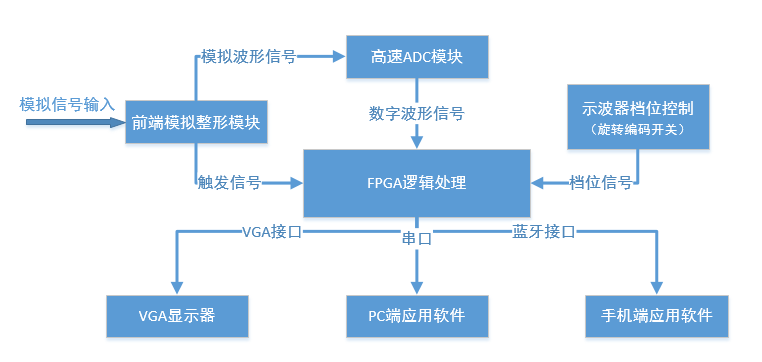 模拟波形信号
高速ADC模块
模拟信号输入
前端模拟整形模块
数字波形信号
示波器档位控制
（旋转编码开关）
触发信号
FPGA逻辑处理
档位信号
VGA接口
串口
蓝牙接口
VGA显示器
PC端应用软件
手机端应用软件